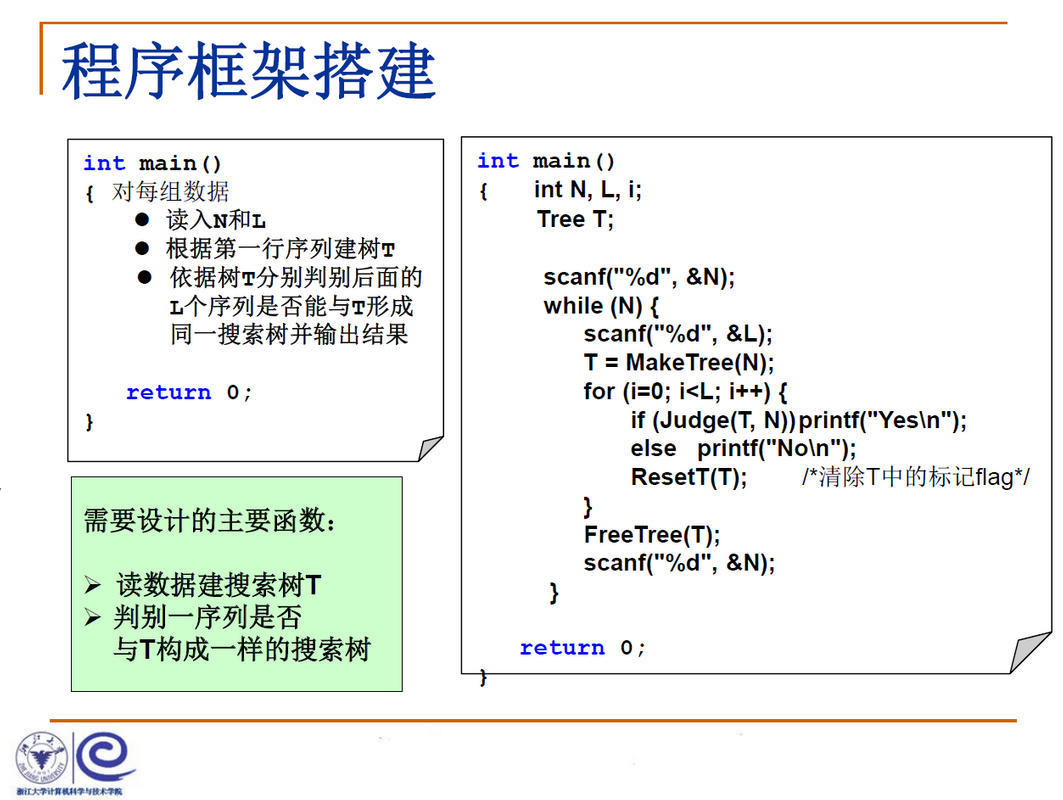 程序框架搭建
int main()
{ 对每组数据
● 读入N和L
● 根据第一行序列建树T
● 依据树T分别判别后面的
L个序列是否能与T形成
同一搜索树并输出结果
return 0;
}
需要设计的主要函数：
➢ 读数据建搜索树T
➢ 判别一序列是否
与T构成一样的搜索树
int main()
{ int N, L, i;
Tree T;
scanf("%d", &N);
while (N) {
scanf("%d", &L);
T = MakeTree(N);
for (i=0; i<L; i++) {
if (Judge(T, N))printf("Yes\n");
else printf("No\n");
ResetT(T); /*清除T中的标记flag*/
}
FreeTree(T);
scanf("%d", &N);
}
return 0;
}
浙江大学计算机科学与技术学院